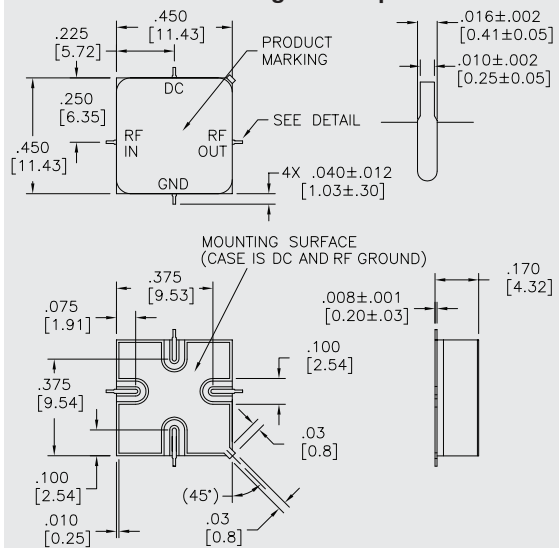 .450
[11.43]
.225
[5.72]
PRODUCT
MARKING
.016±.002
[0.41±0.05]
.010±.002
[0.25±0.05]
DC
.250
[6.35]
.450
[11.43]
RF
IN
RF
OUT
SEE DETAIL
GND
4X .040±.012
[1.03±.30]
MOUNTING SURFACE
(CASE IS DC AND RF GROUND)
.375
[9.53]
.075
[1.91]
.008±.001
[0.20±.03]
.170
[4.32]
.100
[2.54]
.375
[9.54]
.03
[0.8]
.100
[2.54]
(45°)
.010
[0.25]
.03
[0.8]